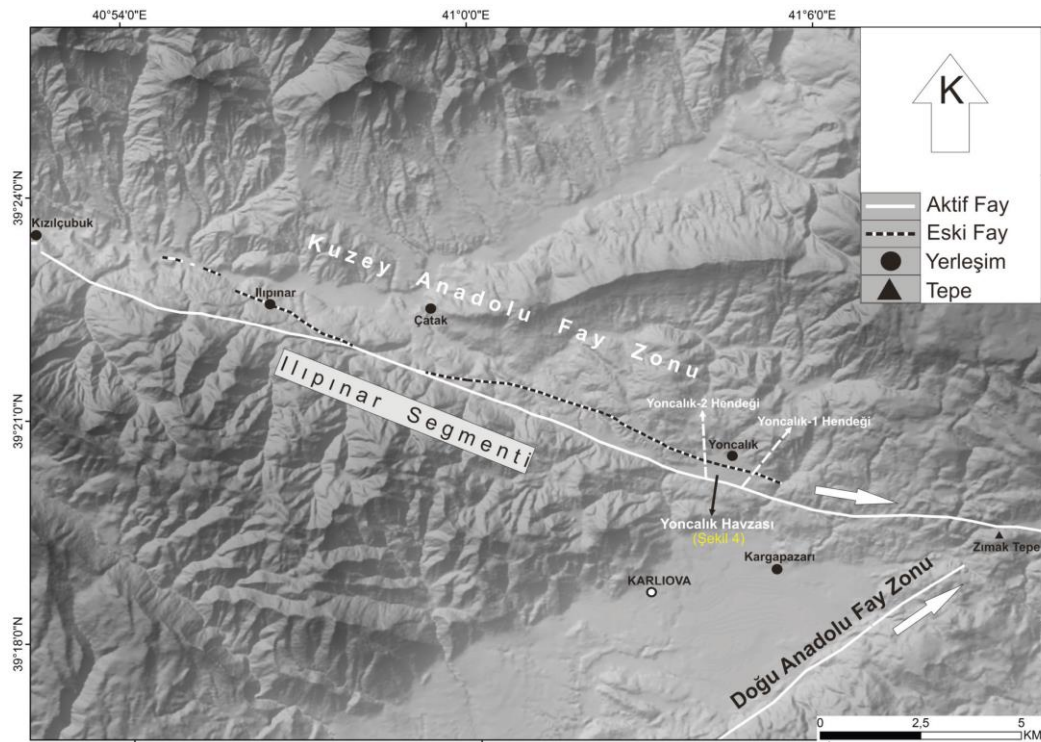 40°54'0"E
41°0'0"E
41°6'0"E
39°24'0"N
39°21'0"N
39°18'0"N
K
Aktif Fay
Eski Fay
Yerleşim
Tepe
Kızılçubuk
Kuzey Anadolu Fay Zonu
Ilıpınar
Çatak
Ilıpınar Segmenti
Yoncalık-2 Hendeği
Yoncalık-1 Hendeği
Yoncalık
Yoncalık Havzası
(Şekil 4)
Kargapazarı
Zımak Tepe
KARLIOVA
Doğu Anadolu Fay Zonu
0 2,5 5
KM